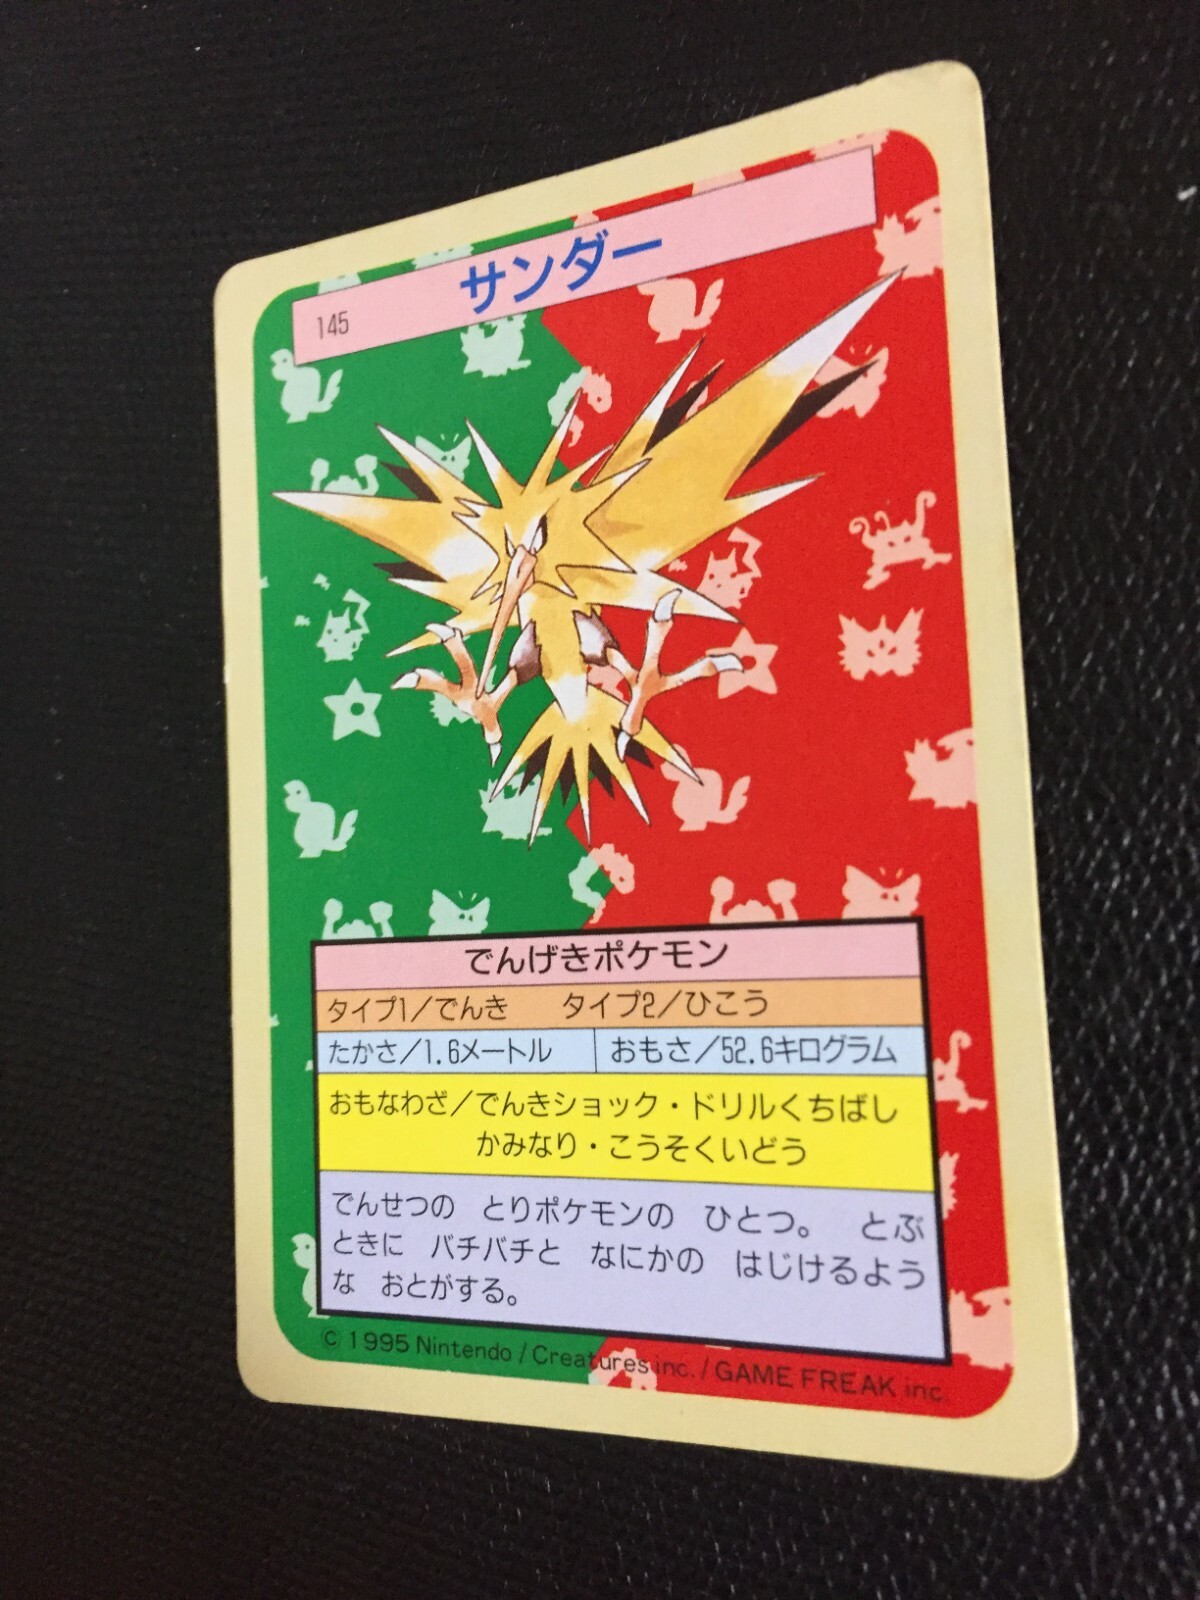 145
サンダー
でんげきポケモン
タイプ1/でんき　タイプ2/ひこう
たかさ/1.6メートル　おもさ/52.6キログラム
おもなわざ/でんきショック・ドリルくちばし
かみなり・こうそくいどう
でんせつの　とりポケモンの　ひとつ。　とぶ
ときに　バチバチと　なにかの　はじけるよう
な　おとがする。
© 1995 Nintendo / Creatures inc. / GAME FREAK inc.